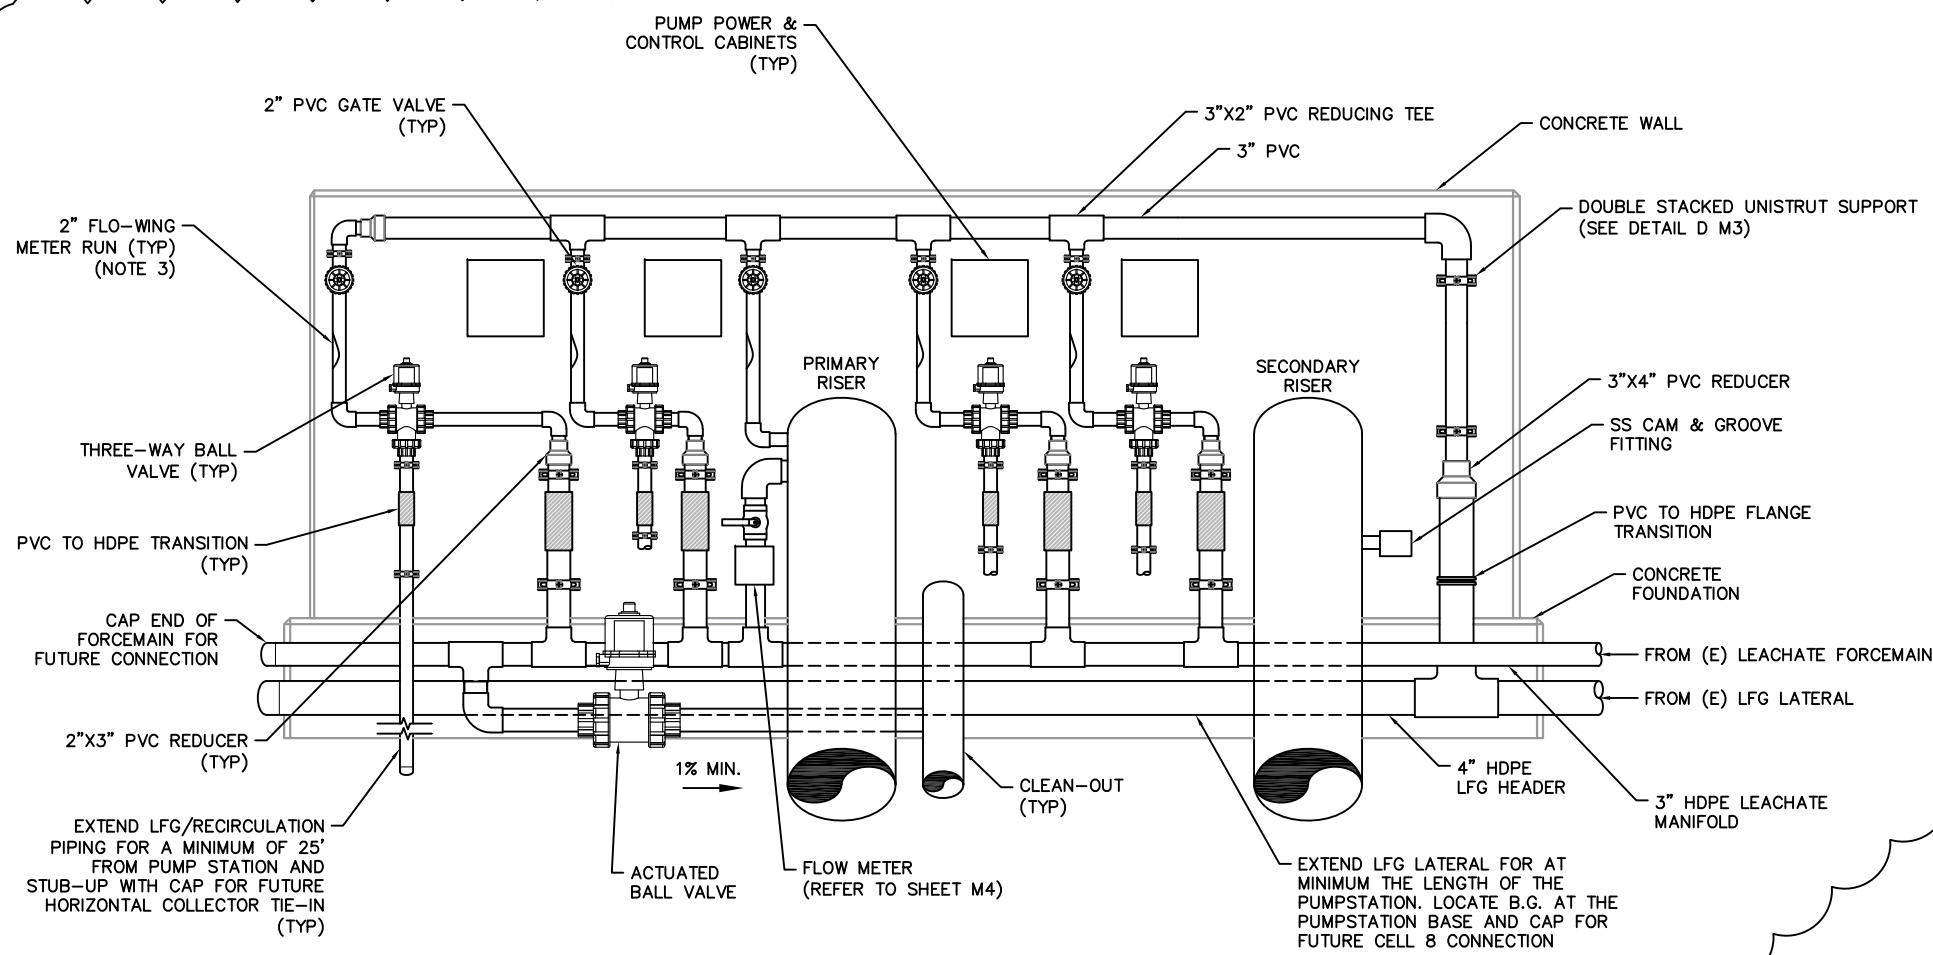 PUMP POWER &
CONTROL CABINETS
(TYP)
2" PVC GATE VALVE
(TYP)
3"X2" PVC REDUCING TEE
3" PVC
CONCRETE WALL
2" FLO-WING
METER RUN (TYP)
(NOTE 3)
DOUBLE STACKED UNISTRUT SUPPORT
(SEE DETAIL D M3)
PRIMARY
RISER
SECONDARY
RISER
3"X4" PVC REDUCER
SS CAM & GROOVE
FITTING
THREE-WAY BALL
VALVE (TYP)
PVC TO HDPE TRANSITION
(TYP)
PVC TO HDPE FLANGE
TRANSITION
CONCRETE
FOUNDATION
CAP END OF
FORCEMAIN FOR
FUTURE CONNECTION
FROM (E) LEACHATE FORCEMAIN
FROM (E) LFG LATERAL
2"X3" PVC REDUCER
(TYP)
1% MIN.
CLEAN-OUT
(TYP)
4" HDPE
LFG HEADER
3" HDPE LEACHATE
MANIFOLD
EXTEND LFG/RECIRCULATION
PIPING FOR A MINIMUM OF 25'
FROM PUMP STATION AND
STUB-UP WITH CAP FOR FUTURE
HORIZONTAL COLLECTOR TIE-IN
(TYP)
ACTUATED
BALL VALVE
FLOW METER
(REFER TO SHEET M4)
EXTEND LFG LATERAL FOR AT
MINIMUM THE LENGTH OF THE
PUMPSTATION. LOCATE B.G. AT THE
PUMPSTATION BASE AND CAP FOR
FUTURE CELL 8 CONNECTION